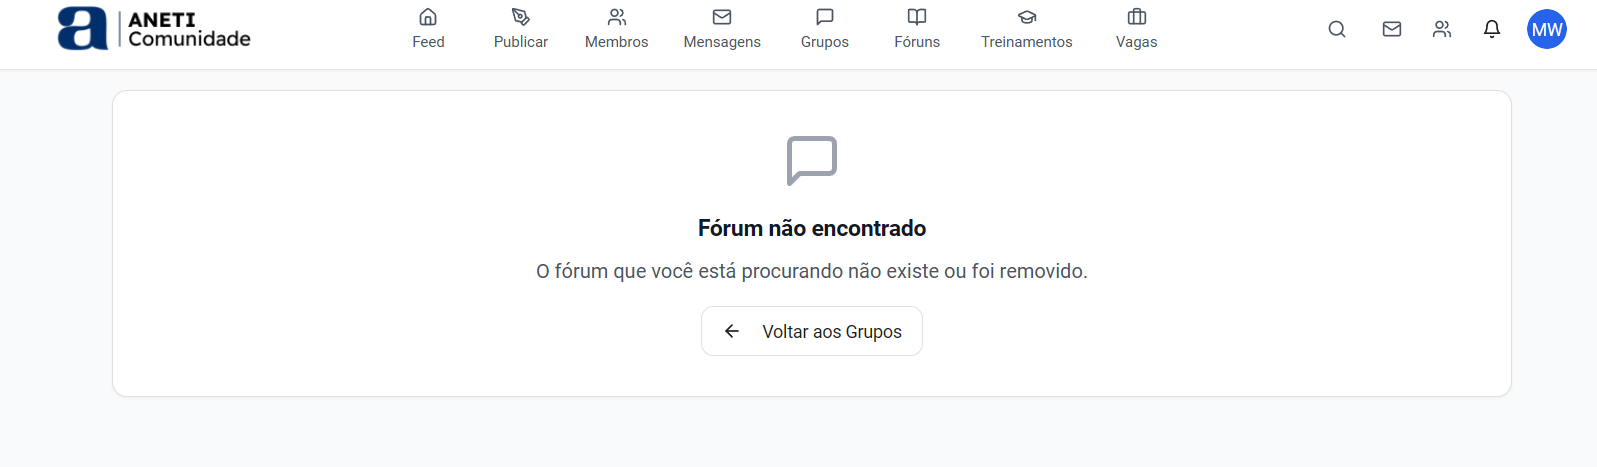 a ANETI
Comunidade
Feed
Publicar
Membros
Mensagens
Grupos
Fóruns
Treinamentos
Vagas
MW
Fórum não encontrado
O fórum que você está procurando não existe ou foi removido.
Voltar aos Grupos